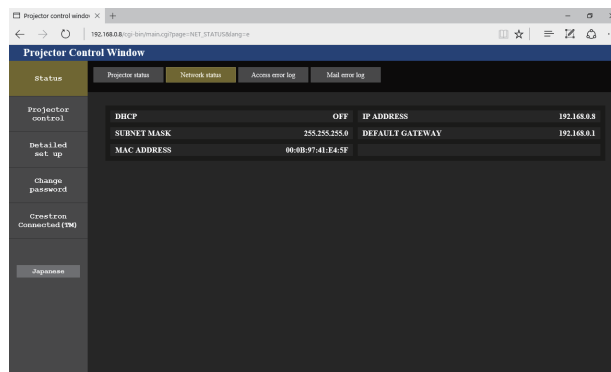 Projector control windov
192.168.0.8/cgi-bin/main.cgi?page=NET_STATUS&lang=e
Projector Control Window
Status
Projector status
Network status
Access error log
Mail error log
Projector
control
Detailed
set up
Change
password
Crestron
Connected(TM)
Japanese
DHCP OFF IP ADDRESS 192.168.0.8
SUBNET MASK 255.255.255.0 DEFAULT GATEWAY 192.168.0.1
MAC ADDRESS 00:0B:97:41:E4:5F